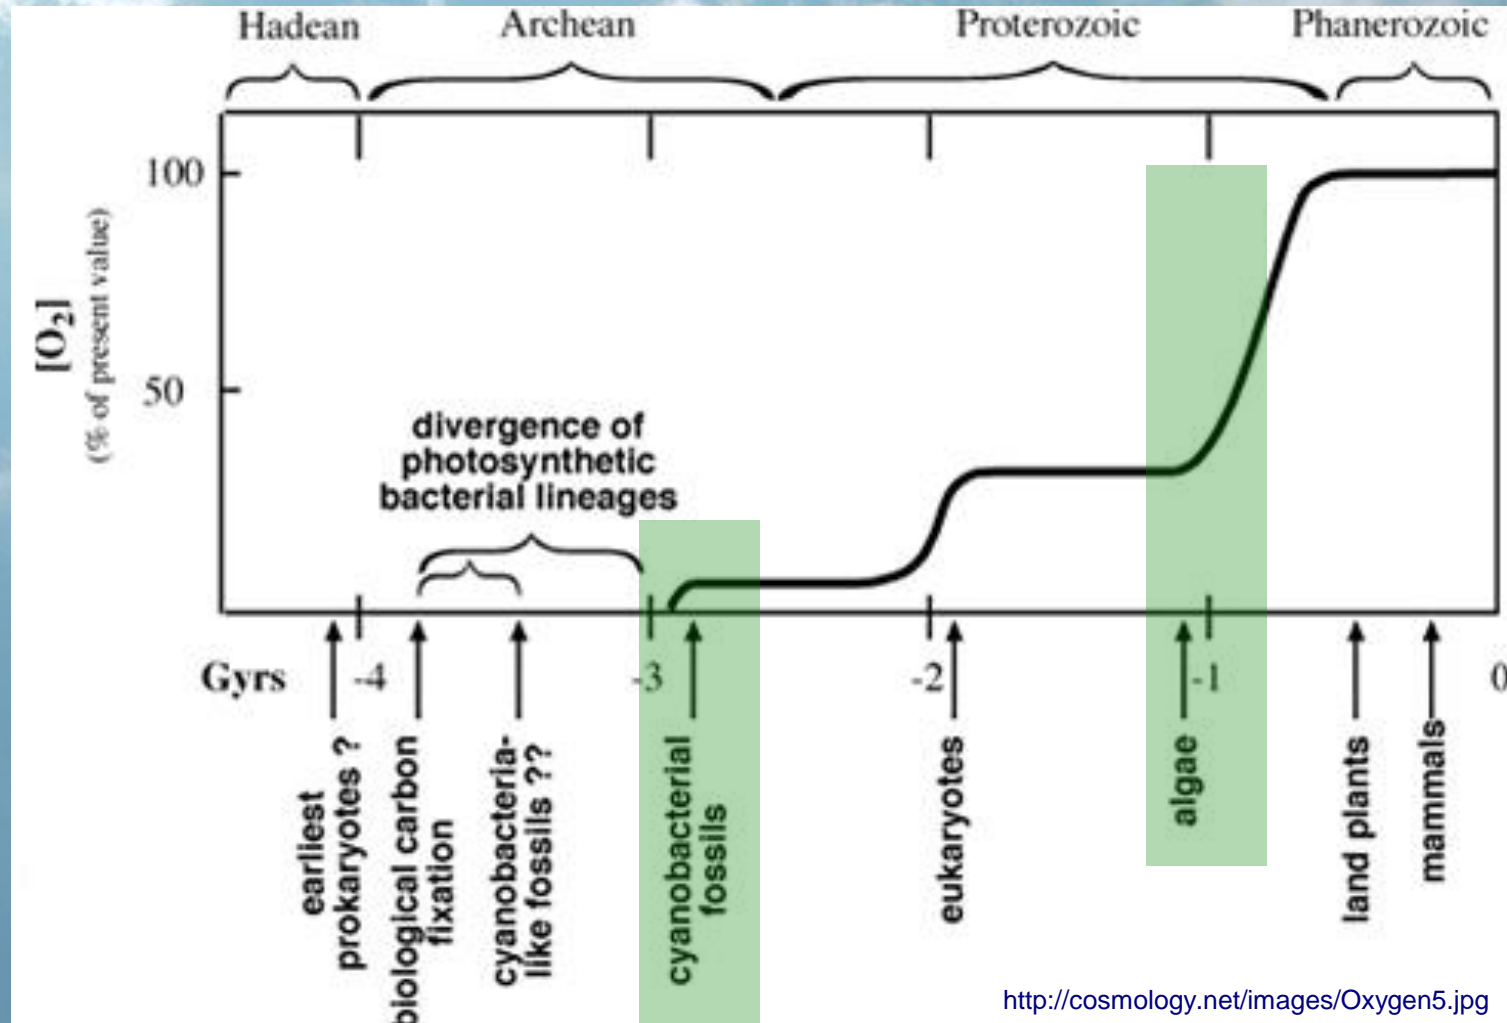 Hadean Archean Proterozoic Phanerozoic
100
50
[O2]
(% of present value)
divergence of
photosynthetic
bacterial lineages
Gyrs -4 -3 -2 -1 0
earliest
prokaryotes ?
biological carbon
fixation
cyanobacteria-
like fossils ??
cyanobacterial
fossils
eukaryotes
algae
land plants
mammals
http://cosmology.net/images/Oxygen5.jpg